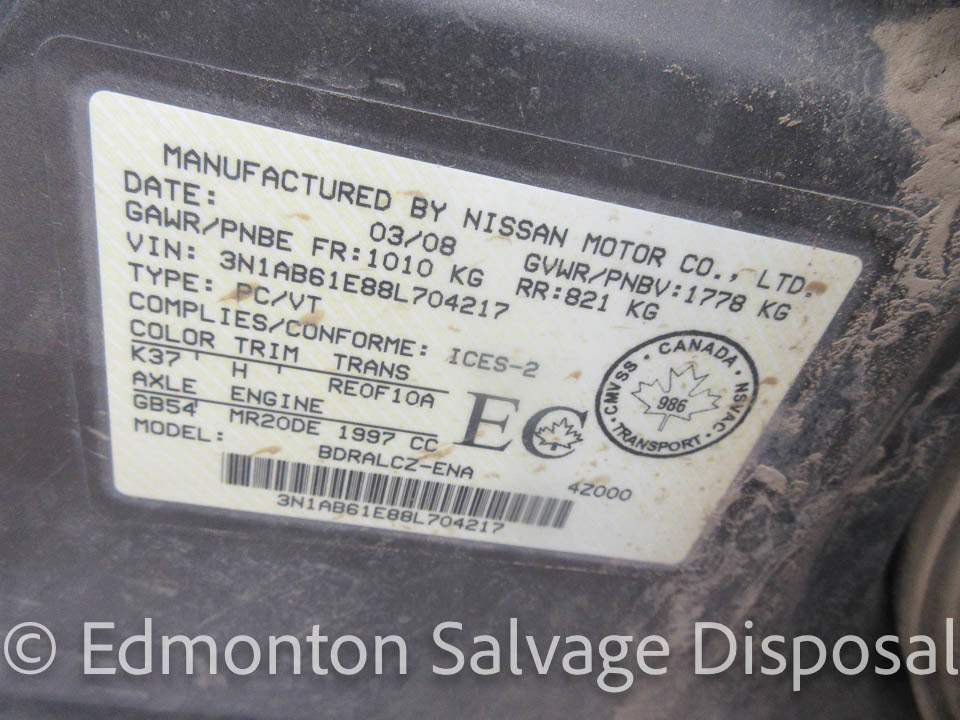 MANUFACTURED BY NISSAN MOTOR CO., LTD.
DATE: 03/08 GVWR/PNBV:1778 KG
GAWR/PNBE FR:1010 KG RR:821 KG
VIN: 3N1AB61E88L704217
TYPE: PC/VT
COMPLIES/CONFORME: ICES-2
COLOR TRIM TRANS
K37 H RE0F10A
AXLE ENGINE
GB54 MR20DE 1997 CC
MODEL: BDRALCZ-ENA
EC
CANADA
CMVSS • NSVAC
986
TRANSPORT
4Z000
3N1AB61E88L704217
© Edmonton Salvage Disposal